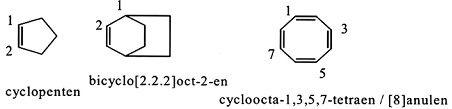 1
2
cyclopenten
1
2
bicyclo[2.2.2]oct-2-en
1
3
5
7
cycloocta-1,3,5,7-tetraen / [8]anulen